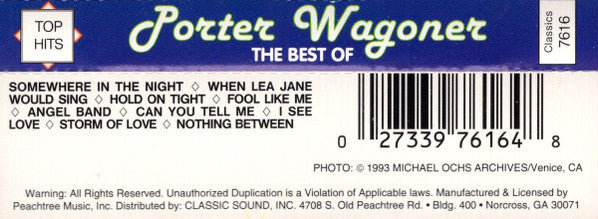 TOP
HITS
Porter Wagoner
THE BEST OF
Classics
7616
SOMEWHERE IN THE NIGHT ◇ WHEN LEA JANE
WOULD SING ◇ HOLD ON TIGHT ◇ FOOL LIKE ME
◇ ANGEL BAND ◇ CAN YOU TELL ME ◇ I SEE
LOVE ◇ STORM OF LOVE ◇ NOTHING BETWEEN
0 27339 76164 8
PHOTO: © 1993 MICHAEL OCHS ARCHIVES/Venice, CA
Warning: All Rights Reserved. Unauthorized Duplication is a Violation of Applicable laws. Manufactured & Licensed by
Peachtree Music, Inc. Distributed by: CLASSIC SOUND, INC. 4708 S. Old Peachtree Rd. • Bldg. 400 • Norcross, GA 30071